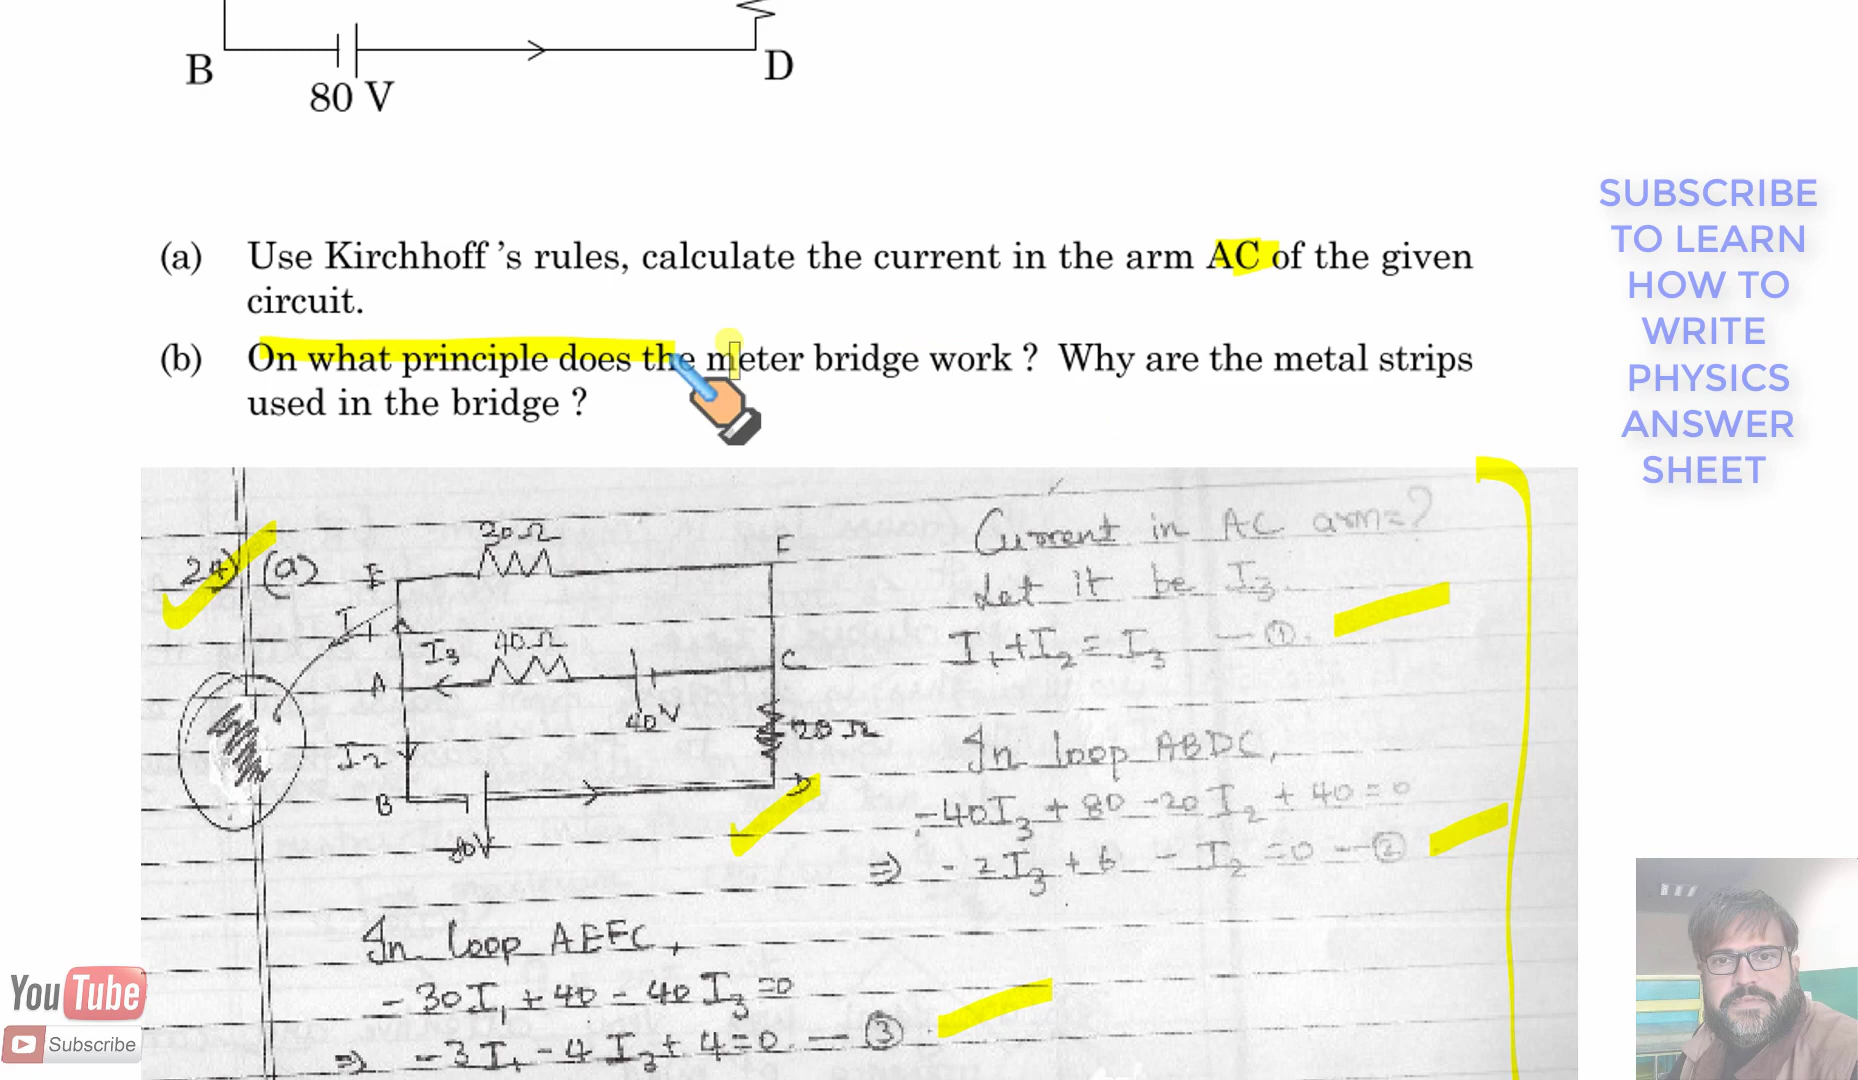 B
80 V
D
(a) Use Kirchhoff 's rules, calculate the current in the arm AC of the given
circuit.
(b) On what principle does the meter bridge work ? Why are the metal strips
used in the bridge ?
SUBSCRIBE
TO LEARN
HOW TO
WRITE
PHYSICS
ANSWER
SHEET
24) (a)
E
30Ω
F
I1
I3
40Ω
A
C
40V
20Ω
I2
B
D
80V
Current in AC arm=?
Let it be I3
I1+I2=I3 —①
In loop ABDC,
-40I3 + 80 -20I2 + 40=0
⇒ -2I3 + 6 - I2 =0 —②
In loop AEFC,
-30I1 + 40 - 40I3=0
⇒ -3I1 - 4I3 + 4=0. —③
YouTube
Subscribe